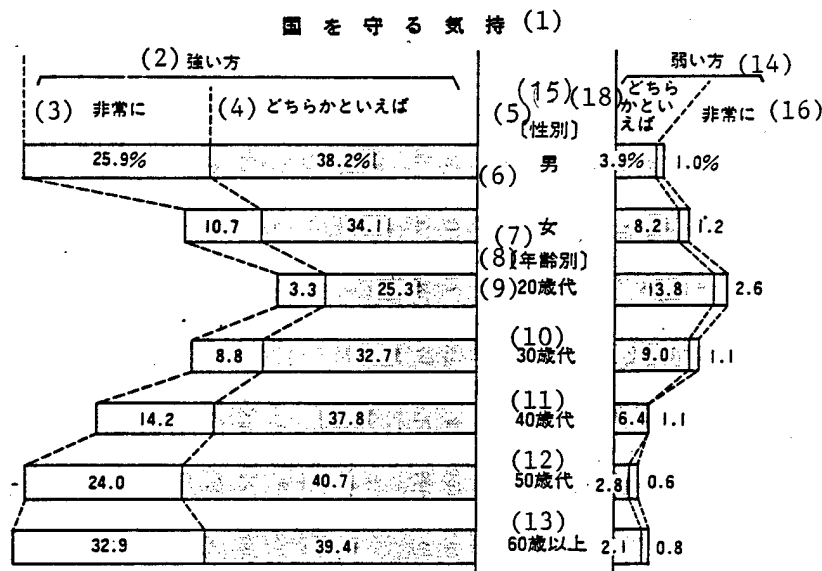 国を守る気持 (1)
(2) 強い方
弱い方 (14)
(3) 非常に
(4) どちらかといえば
(5)
(15)(18)
〔性別〕
どちらかといえば
非常に (16)
25.9% 38.2% (6) 男 3.9% 1.0%
10.7 34.1 (7) 女 8.2 1.2
(8)〔年齢別〕
3.3 25.3 (9) 20歳代 13.8 2.6
(10)
8.8 32.7 30歳代 9.0 1.1
(11)
14.2 37.8 40歳代 6.4 1.1
(12)
24.0 40.7 50歳代 2.8 0.6
(13)
32.9 39.4 60歳以上 2.1 0.8